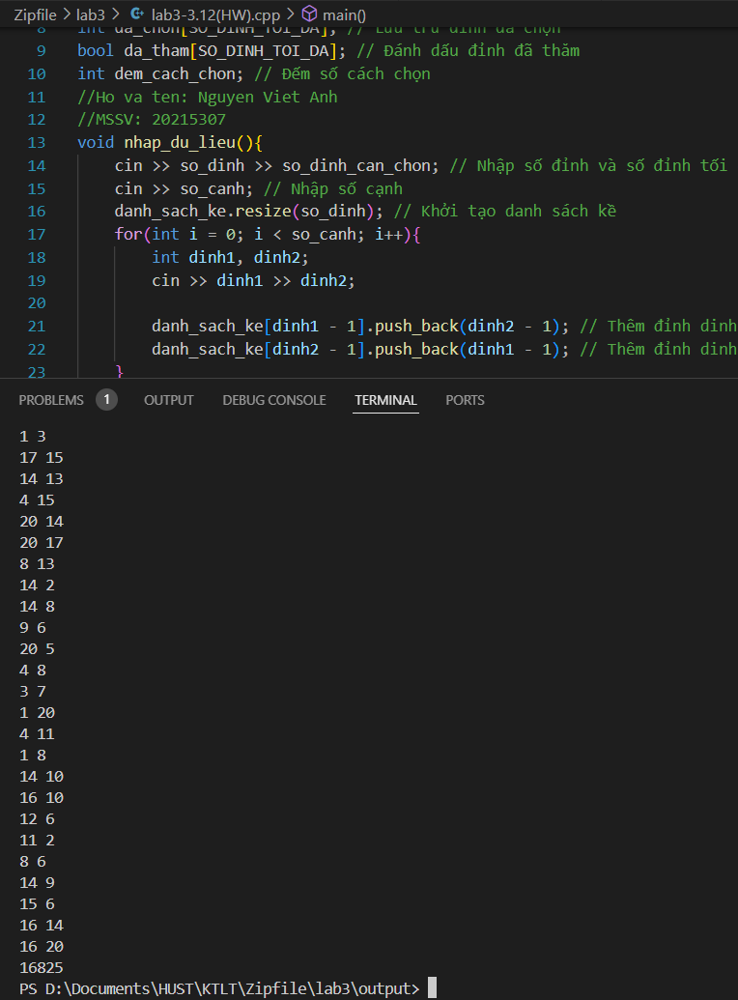 Zipfile > lab3 > lab3-3.12(HW).cpp > main()
8 int da_chon[SO_DINH_TOI_DA]; // Lưu trữ đỉnh đã chọn
9 bool da_tham[SO_DINH_TOI_DA]; // Đánh dấu đỉnh đã thăm
10 int dem_cach_chon; // Đếm số cách chọn
11 //Ho va ten: Nguyen Viet Anh
12 //MSSV: 20215307
13 void nhap_du_lieu(){
14 cin >> so_dinh >> so_dinh_can_chon; // Nhập số đỉnh và số đỉnh tối
15 cin >> so_canh; // Nhập số cạnh
16 danh_sach_ke.resize(so_dinh); // Khởi tạo danh sách kề
17 for(int i = 0; i < so_canh; i++){
18 int dinh1, dinh2;
19 cin >> dinh1 >> dinh2;
20
21 danh_sach_ke[dinh1 - 1].push_back(dinh2 - 1); // Thêm đỉnh dinh
22 danh_sach_ke[dinh2 - 1].push_back(dinh1 - 1); // Thêm đỉnh dinh
23 }
PROBLEMS 1 OUTPUT DEBUG CONSOLE TERMINAL PORTS
1 3
17 15
14 13
4 15
20 14
20 17
8 13
14 2
14 8
9 6
20 5
4 8
3 7
1 20
4 11
1 8
14 10
16 10
12 6
11 2
8 6
14 9
15 6
16 14
16 20
16825
PS D:\Documents\HUST\KTLT\Zipfile\lab3\output>